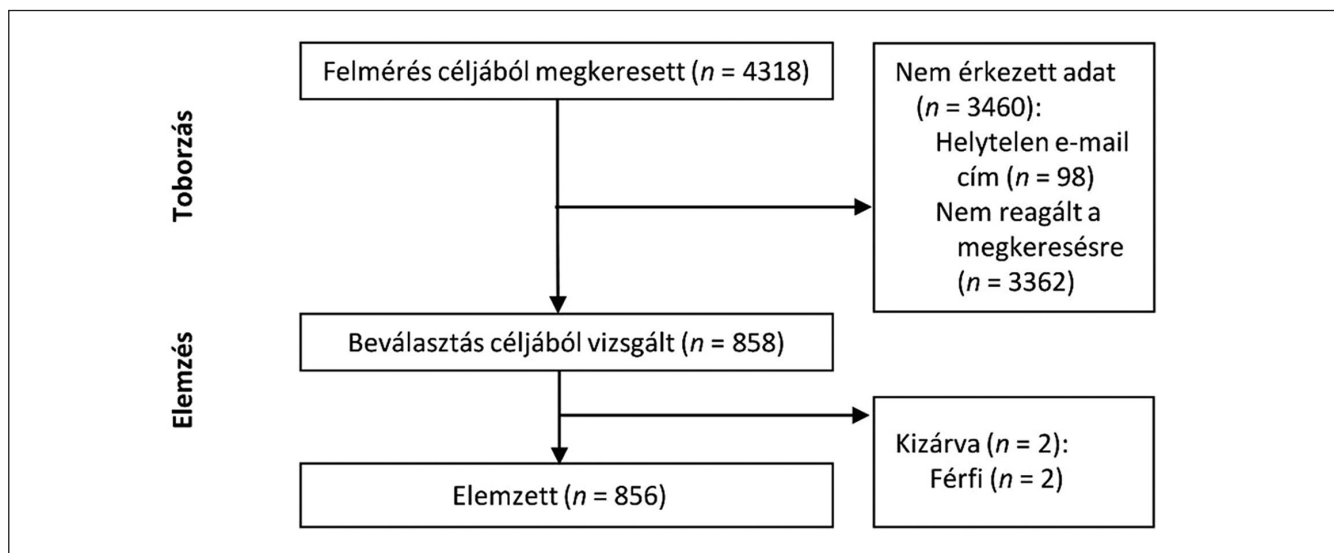 Toborzás
Felmérés céljából megkeresett (n = 4318)
Nem érkezett adat
(n = 3460):
Helytelen e-mail
cím (n = 98)
Nem reagált a
megkeresésre
(n = 3362)
Elemzés
Beválasztás céljából vizsgált (n = 858)
Kizárva (n = 2):
Férfi (n = 2)
Elemzett (n = 856)